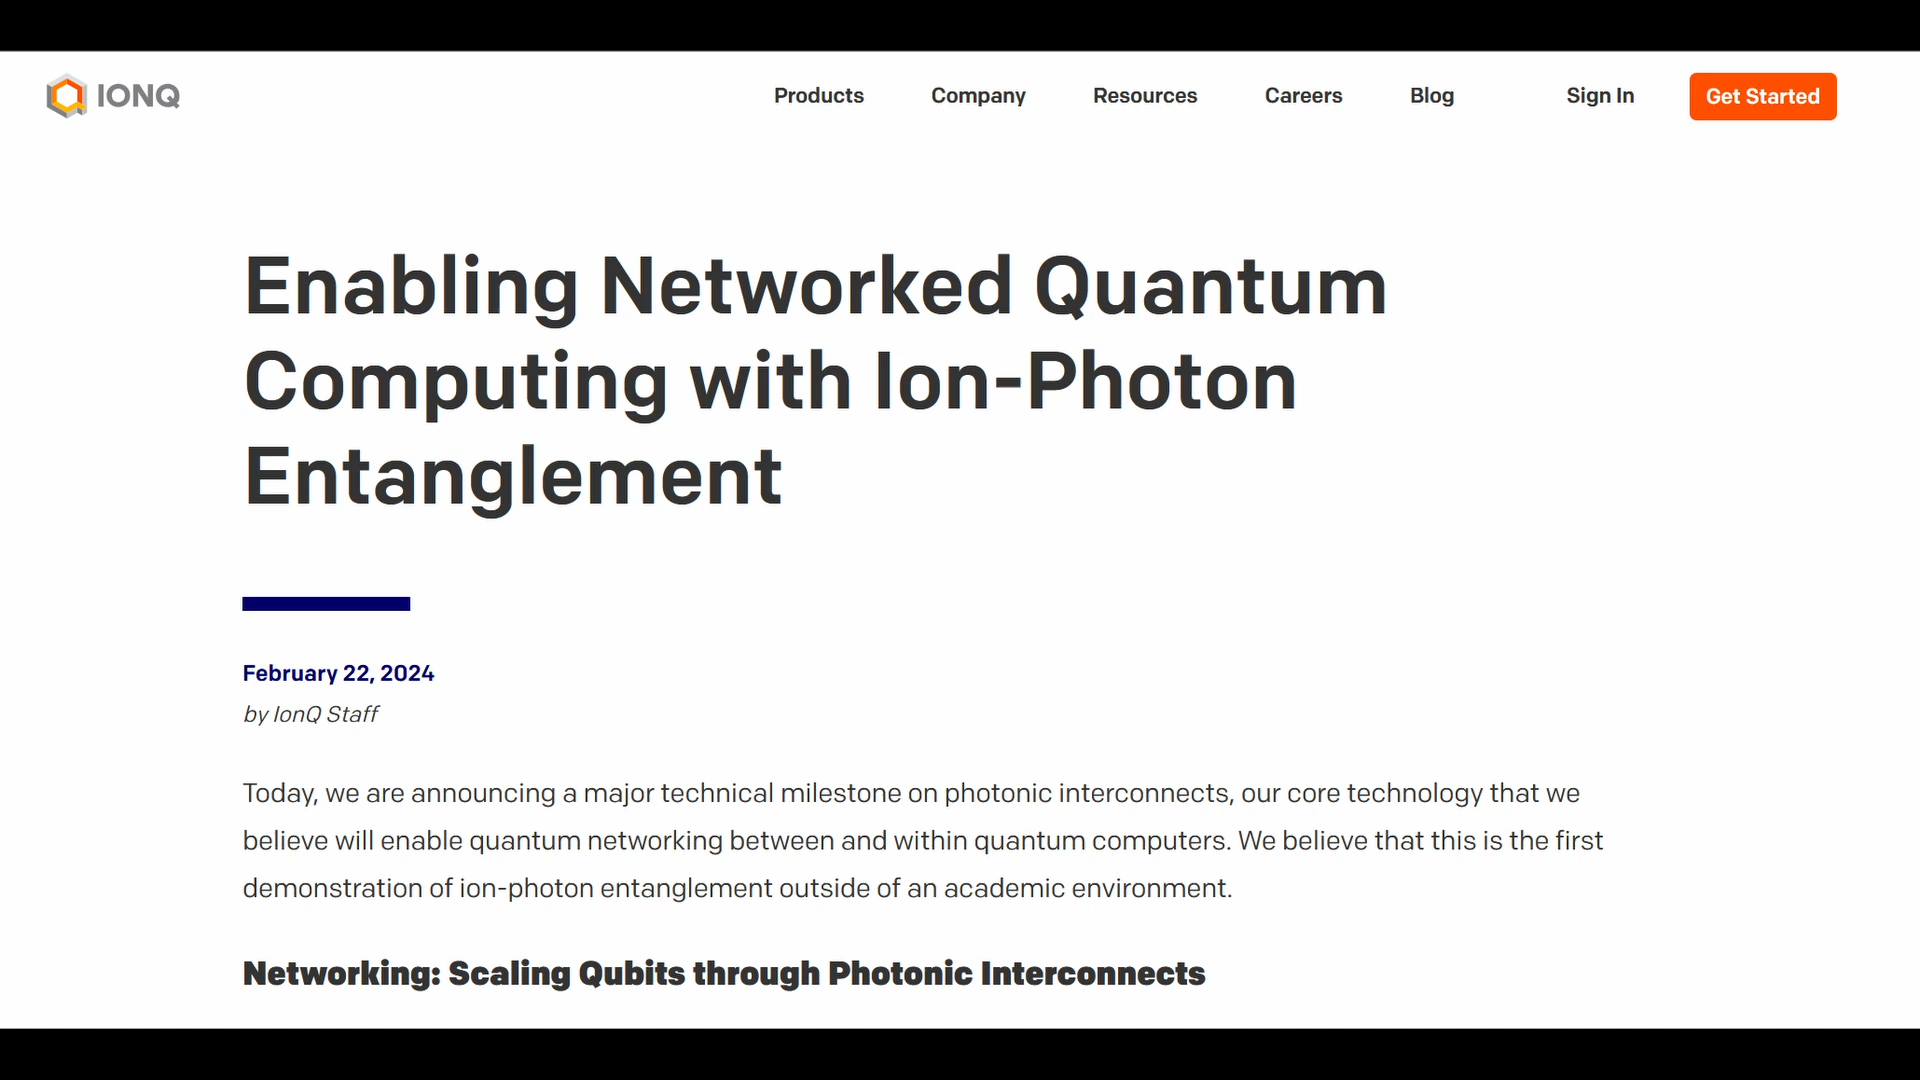 IONQ
Products Company Resources Careers Blog Sign In Get Started
Enabling Networked Quantum
Computing with Ion-Photon
Entanglement
February 22, 2024
by IonQ Staff
Today, we are announcing a major technical milestone on photonic interconnects, our core technology that we
believe will enable quantum networking between and within quantum computers. We believe that this is the first
demonstration of ion-photon entanglement outside of an academic environment.
Networking: Scaling Qubits through Photonic Interconnects